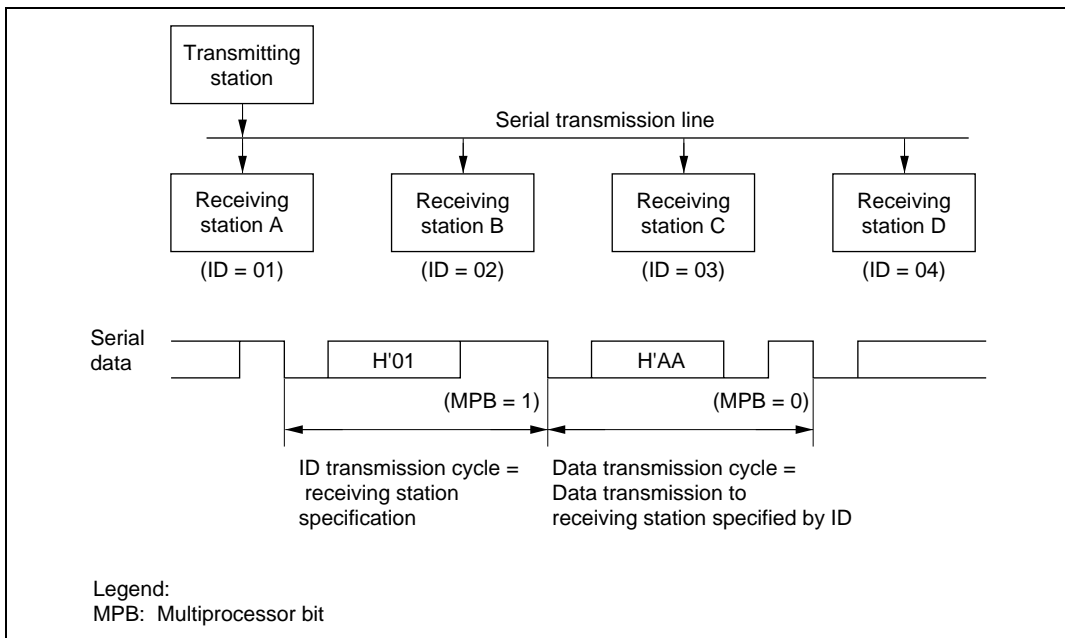 Transmitting
station
Serial transmission line
Receiving
station A
Receiving
station B
Receiving
station C
Receiving
station D
(ID = 01)
(ID = 02)
(ID = 03)
(ID = 04)
Serial
data
H'01
H'AA
(MPB = 1)
(MPB = 0)
ID transmission cycle =
receiving station
specification
Data transmission cycle =
Data transmission to
receiving station specified by ID
Legend:
MPB: Multiprocessor bit